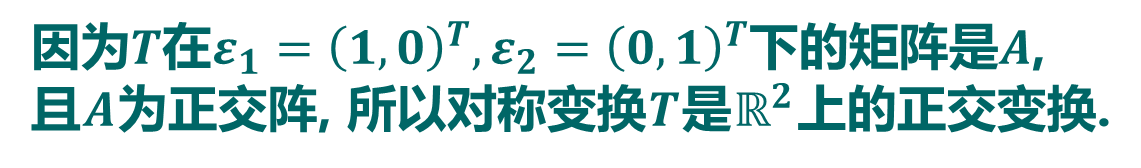 因为T在ε₁ = (1,0)ᵀ,ε₂ = (0,1)ᵀ下的矩阵是A,
且A为正交阵, 所以对称变换T是ℝ²上的正交变换.